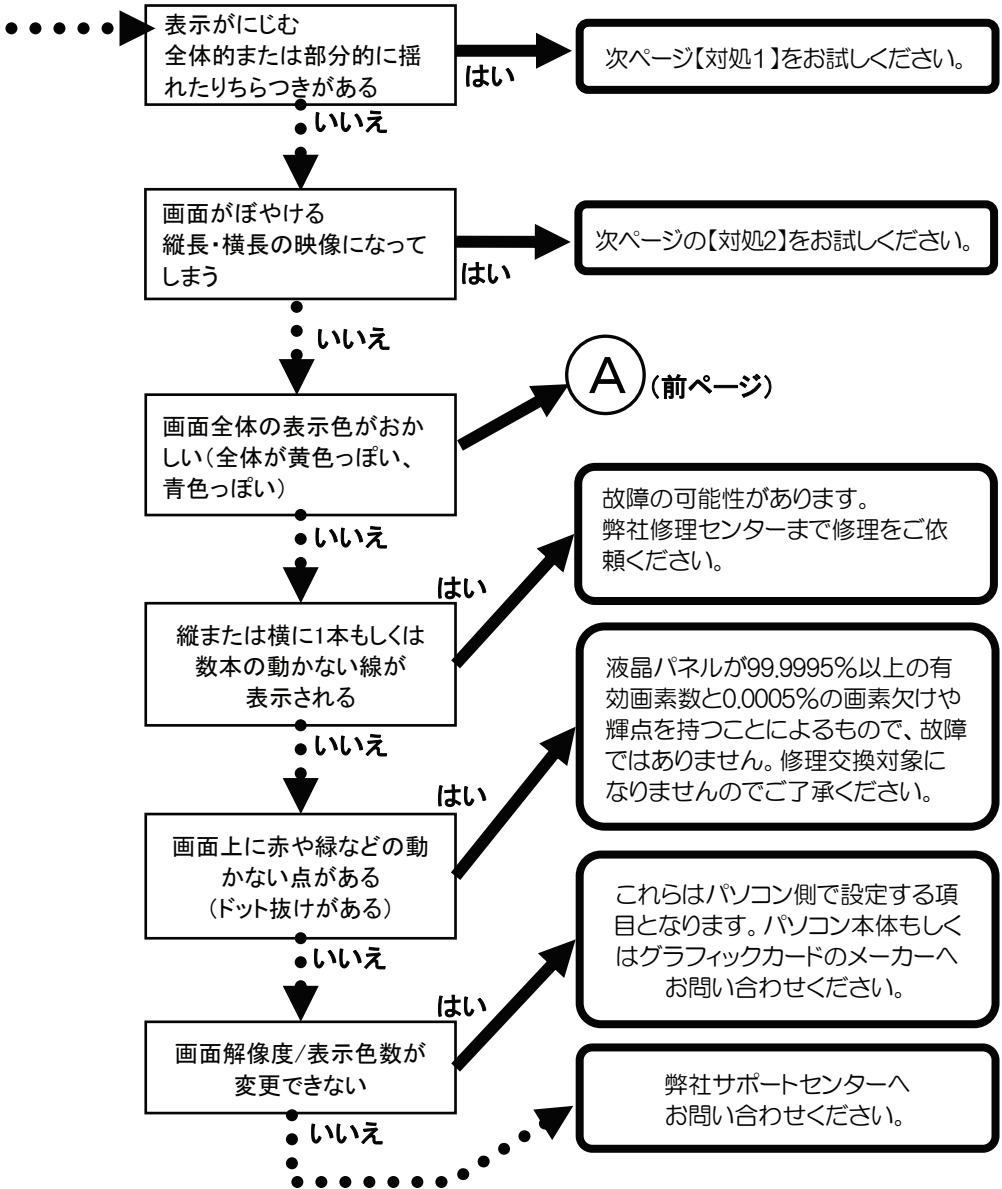 表示がにじむ
全体的または部分的に揺
れたりちらつきがある
はい
次ページ【対処1】をお試しください。
いいえ
画面がぼやける
縦長・横長の映像になって
しまう
はい
次ページの【対処2】をお試しください。
いいえ
画面全体の表示色がおか
しい(全体が黄色っぽい、
青色っぽい)
A
(前ページ)
いいえ
縦または横に1本もしくは
数本の動かない線が
表示される
はい
故障の可能性があります。
弊社修理センターまで修理をご依
頼ください。
いいえ
画面上に赤や緑などの動
かない点がある
(ドット抜けがある)
はい
液晶パネルが99.9995%以上の有
効画素数と0.0005%の画素欠けや
輝点を持つことによるもので、故障
ではありません。修理交換対象に
なりませんのでご了承ください。
いいえ
画面解像度/表示色数が
変更できない
はい
これらはパソコン側で設定する項
目となります。パソコン本体もしく
はグラフィックカードのメーカーへ
お問い合わせください。
いいえ
弊社サポートセンターへ
お問い合わせください。